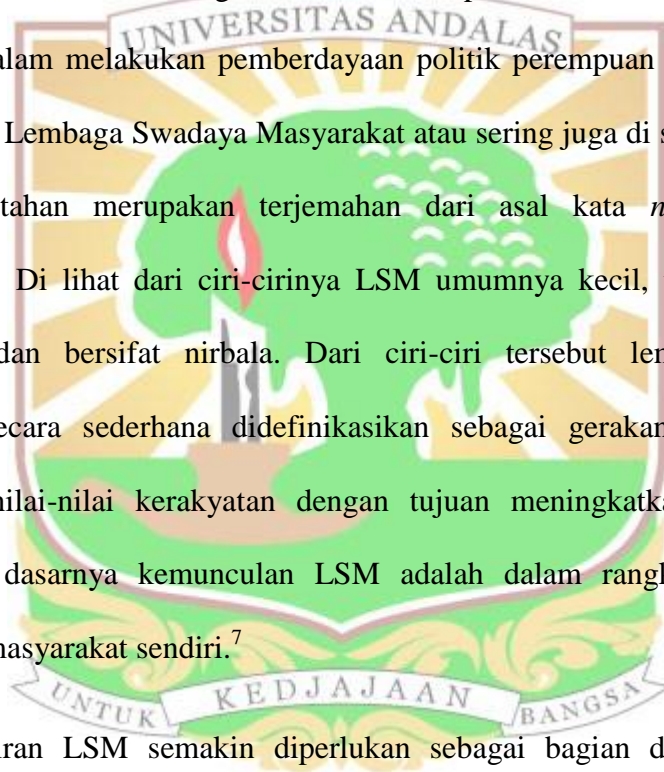 UNIVERSITAS ANDALAS
alam melakukan pemberdayaan politik perempuan
Lembaga Swadaya Masyarakat atau sering juga di s
tahan merupakan terjemahan dari asal kata n
Di lihat dari ciri-cirinya LSM umumnya kecil,
dan bersifat nirbala. Dari ciri-ciri tersebut len
ecara sederhana didefinikasikan sebagai gerakan
nilai-nilai kerakyatan dengan tujuan meningkatka
dasarnya kemunculan LSM adalah dalam rangk
masyarakat sendiri.7
UNTUK KEDJAJAAN BANGSA
iran LSM semakin diperlukan sebagai bagian d